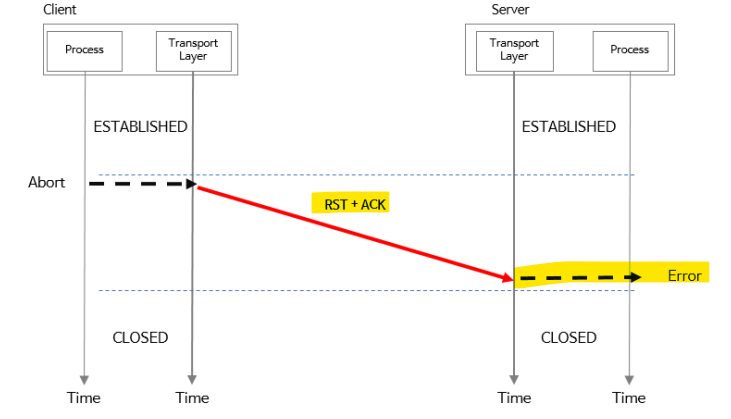 Client
Server
Process
Transport
Layer
Transport
Layer
Process
ESTABLISHED
ESTABLISHED
Abort
RST + ACK
Error
CLOSED
CLOSED
Time
Time
Time
Time